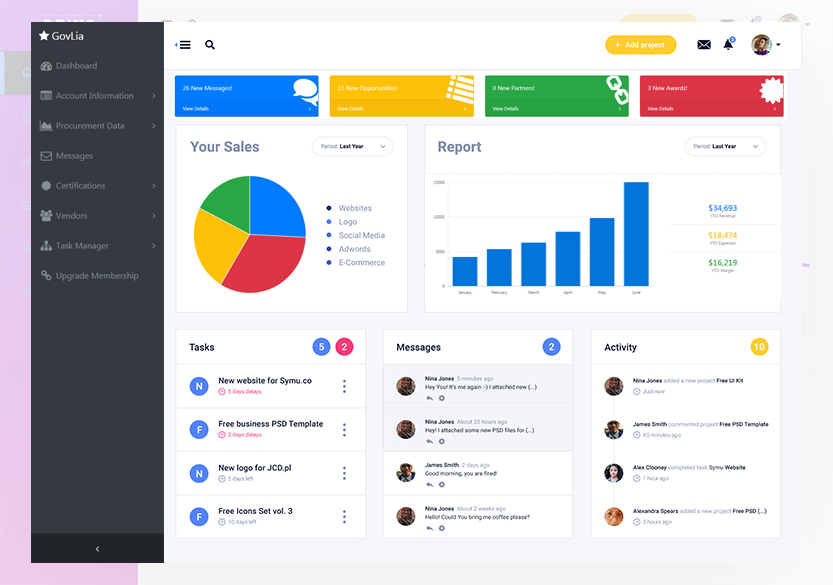 GovLia
Dashboard
Account Information
Procurement Data
Messages
Certifications
Vendors
Task Manager
Upgrade Membership
+ Add project
3
26 New Messages!
View Details
11 New Opportunities!
View Details
0 New Partners!
View Details
3 New Awards!
View Details
Your Sales
Period: Last Year
Websites
Logo
Social Media
Adwords
E-Commerce
Report
Period: Last Year
15000
10000
5000
0
January February March April May June
$34,693
YTD Revenue
$18,474
YTD Expenses
$16,219
YTD Margin
Tasks 5 2
N New website for Symu.co
5 days delays
F Free business PSD Template
2 days delays
N New logo for JCD.pl
5 days left
F Free Icons Set vol. 3
10 days left
Messages 2
Nina Jones 5 minutes ago
Hey You! It's me again :-) I attached new (...)
Nina Jones About 20 hours ago
Hey! I attached some new PSD files for (...)
James Smith 2 days ago
Good morning, you are fired!
Nina Jones About 2 weeks ago
Hello! Could You bring me coffee please?
Activity 10
Nina Jones added a new project Free UI Kit
Just now
James Smith commented project Free PSD Template
40 minutes ago
Alex Clooney completed task Symu Website
1 hour ago
Alexandra Spears added a new project Free PSD (...)
3 hours ago